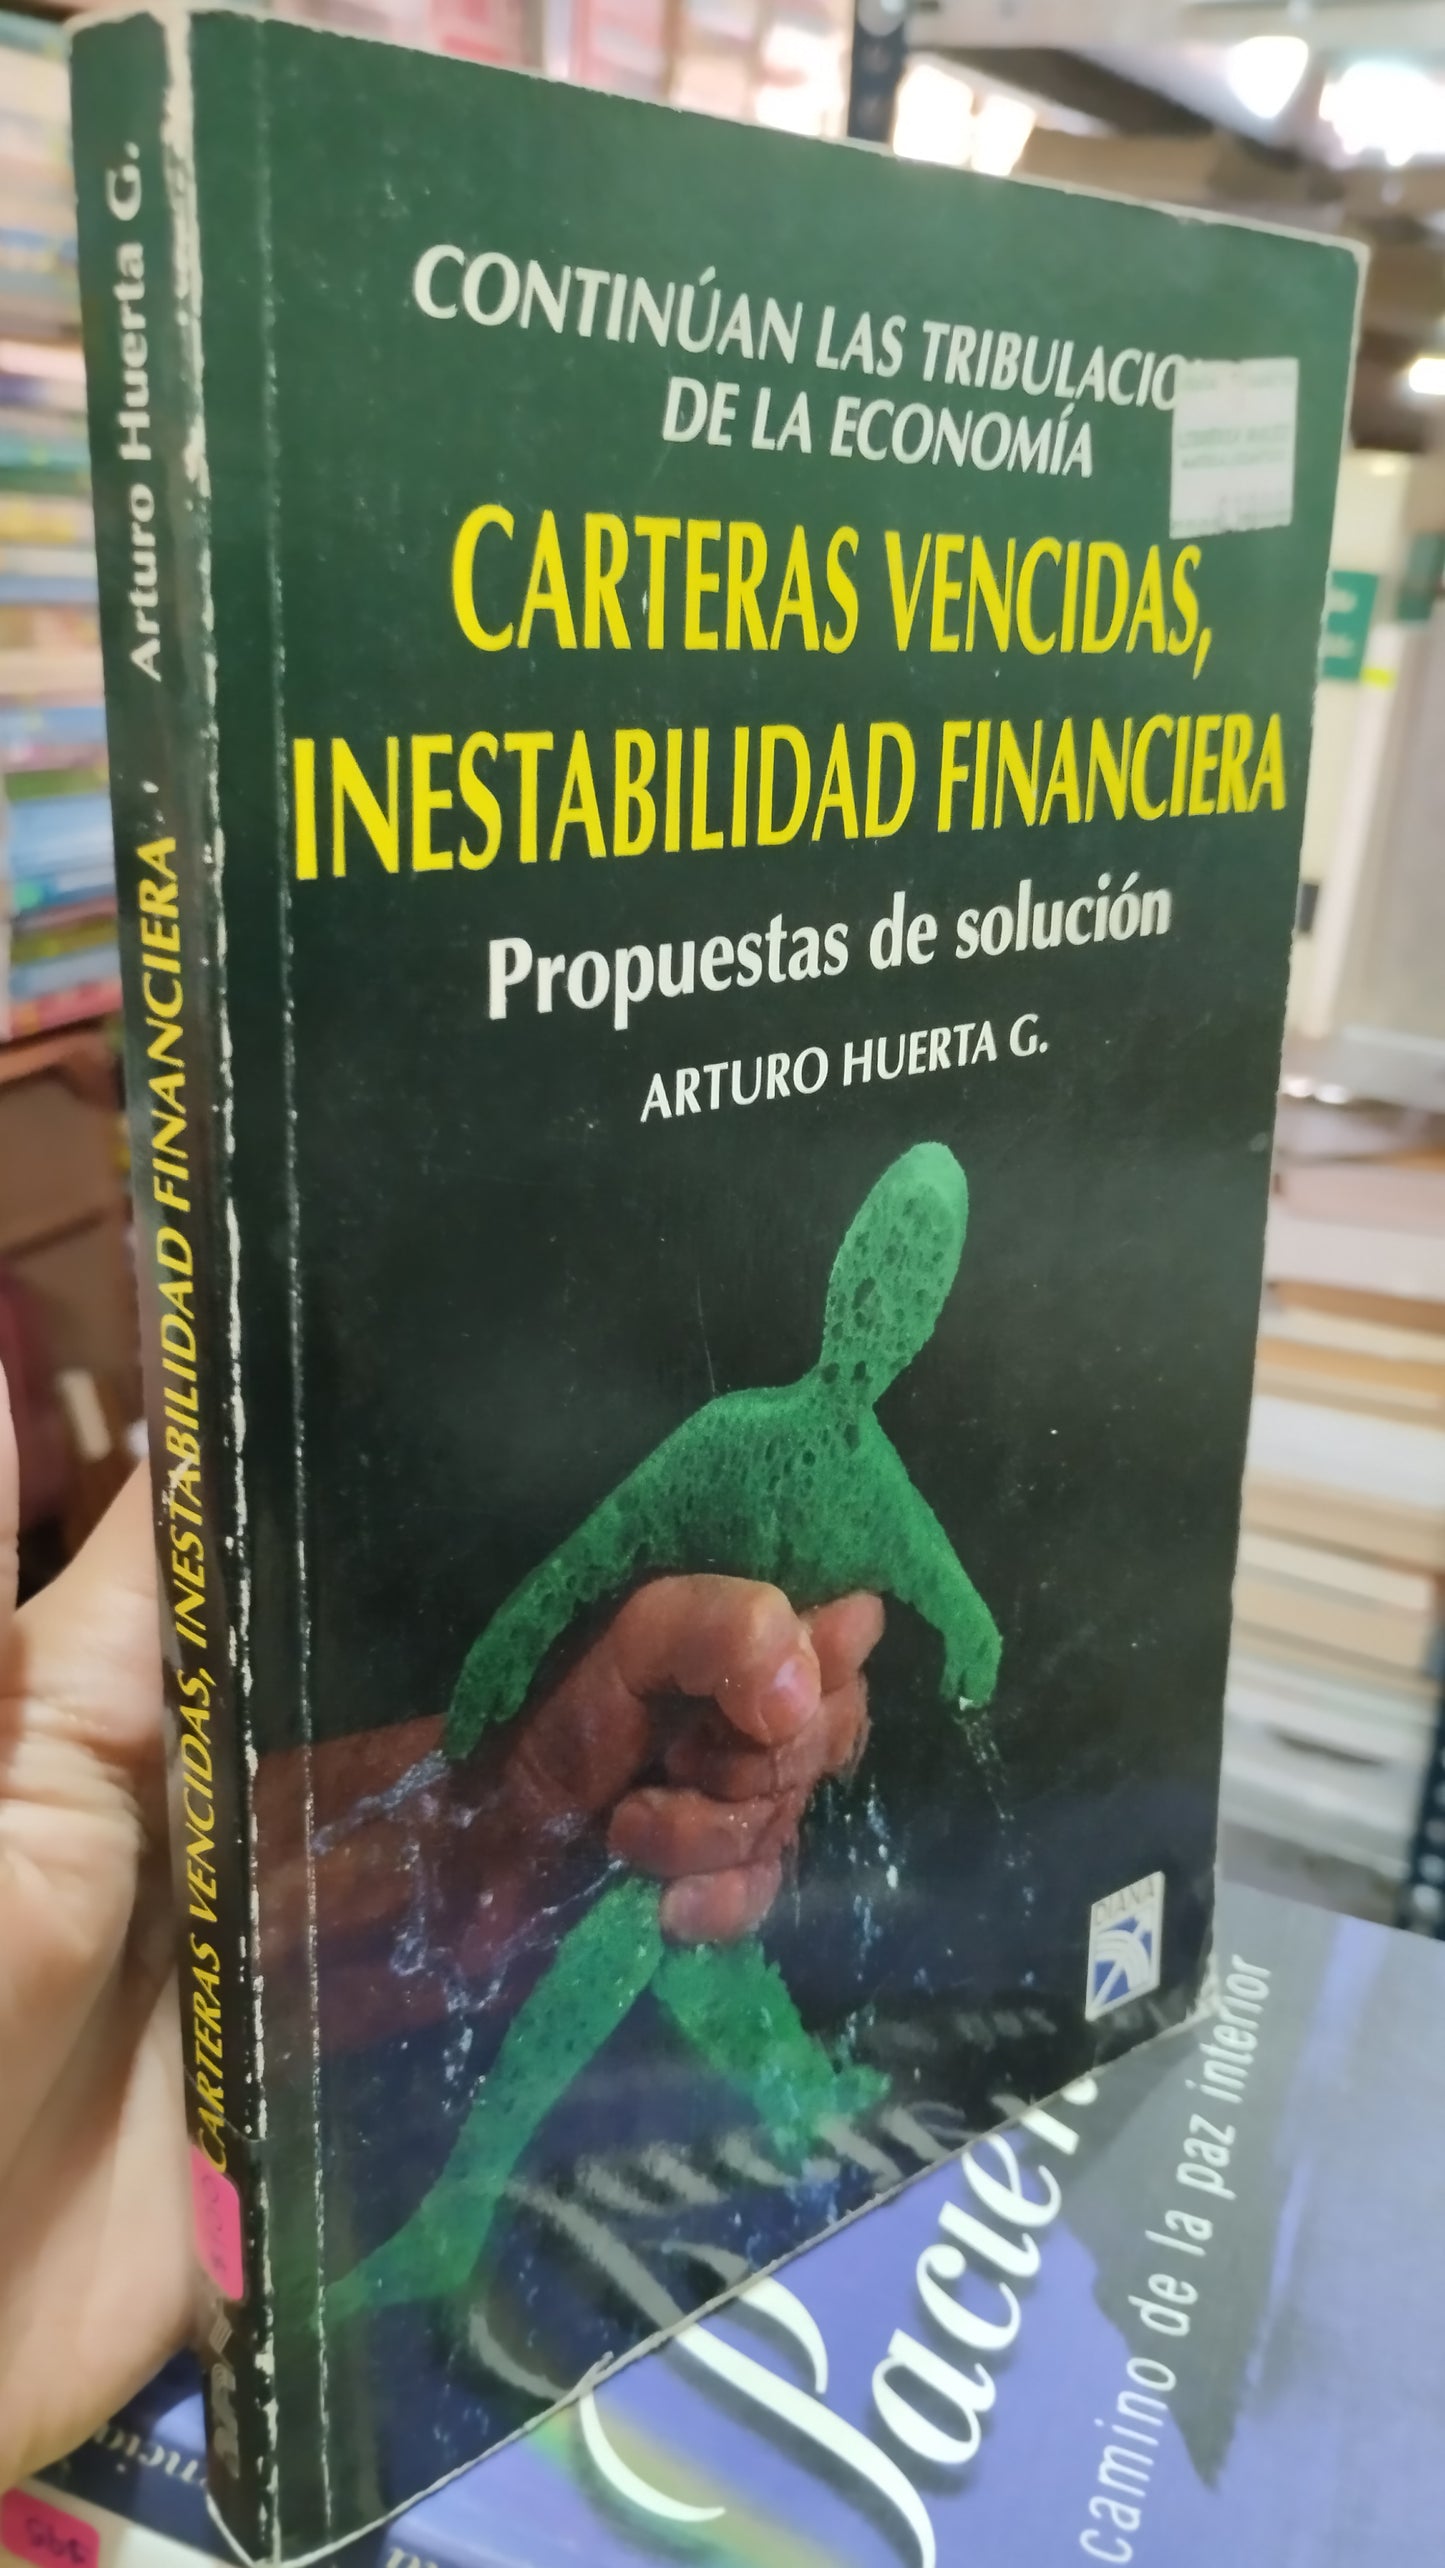 CONTINÚAN LAS TRIBULACIO
DE LA ECONOMÍA
CARTERAS VENCIDAS,
INESTABILIDAD FINANCIERA
Propuestas de solución
ARTURO HUERTA G.
DIANA
CARTERAS VENCIDAS, INESTABILIDAD FINANCIERA, Arturo Huerta G.
camino de la paz interior